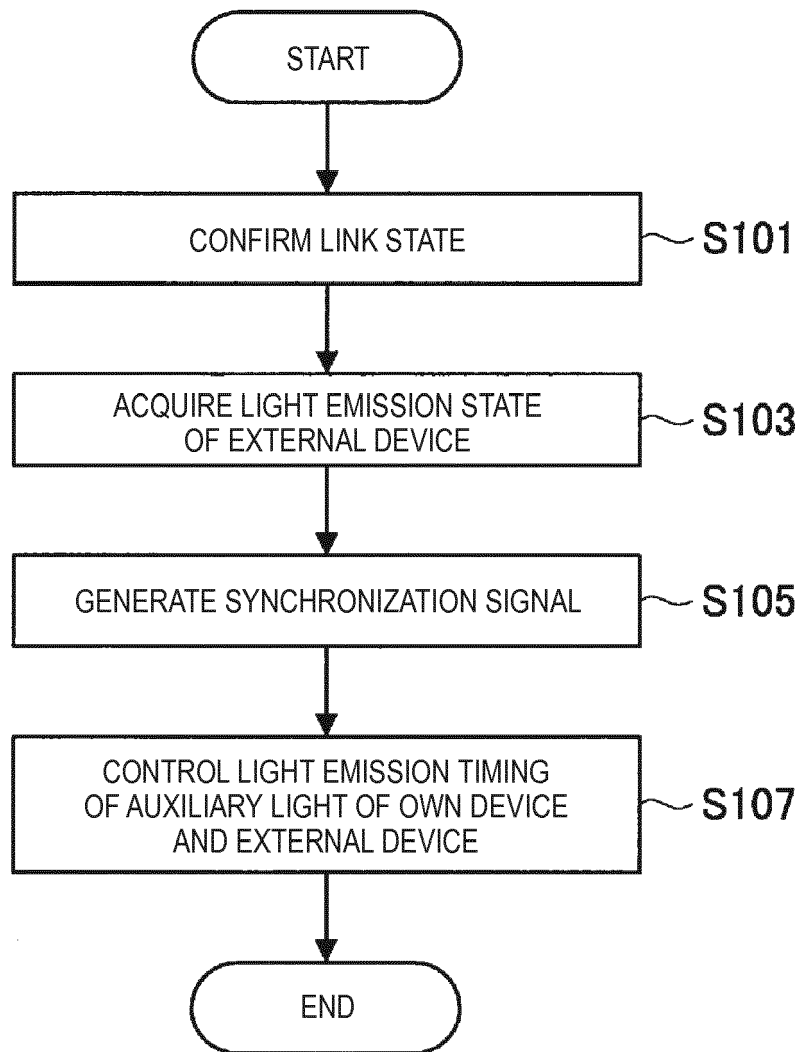 START
CONFIRM LINK STATE
S101
ACQUIRE LIGHT EMISSION STATE
OF EXTERNAL DEVICE
S103
GENERATE SYNCHRONIZATION SIGNAL
S105
CONTROL LIGHT EMISSION TIMING
OF AUXILIARY LIGHT OF OWN DEVICE
AND EXTERNAL DEVICE
S107
END